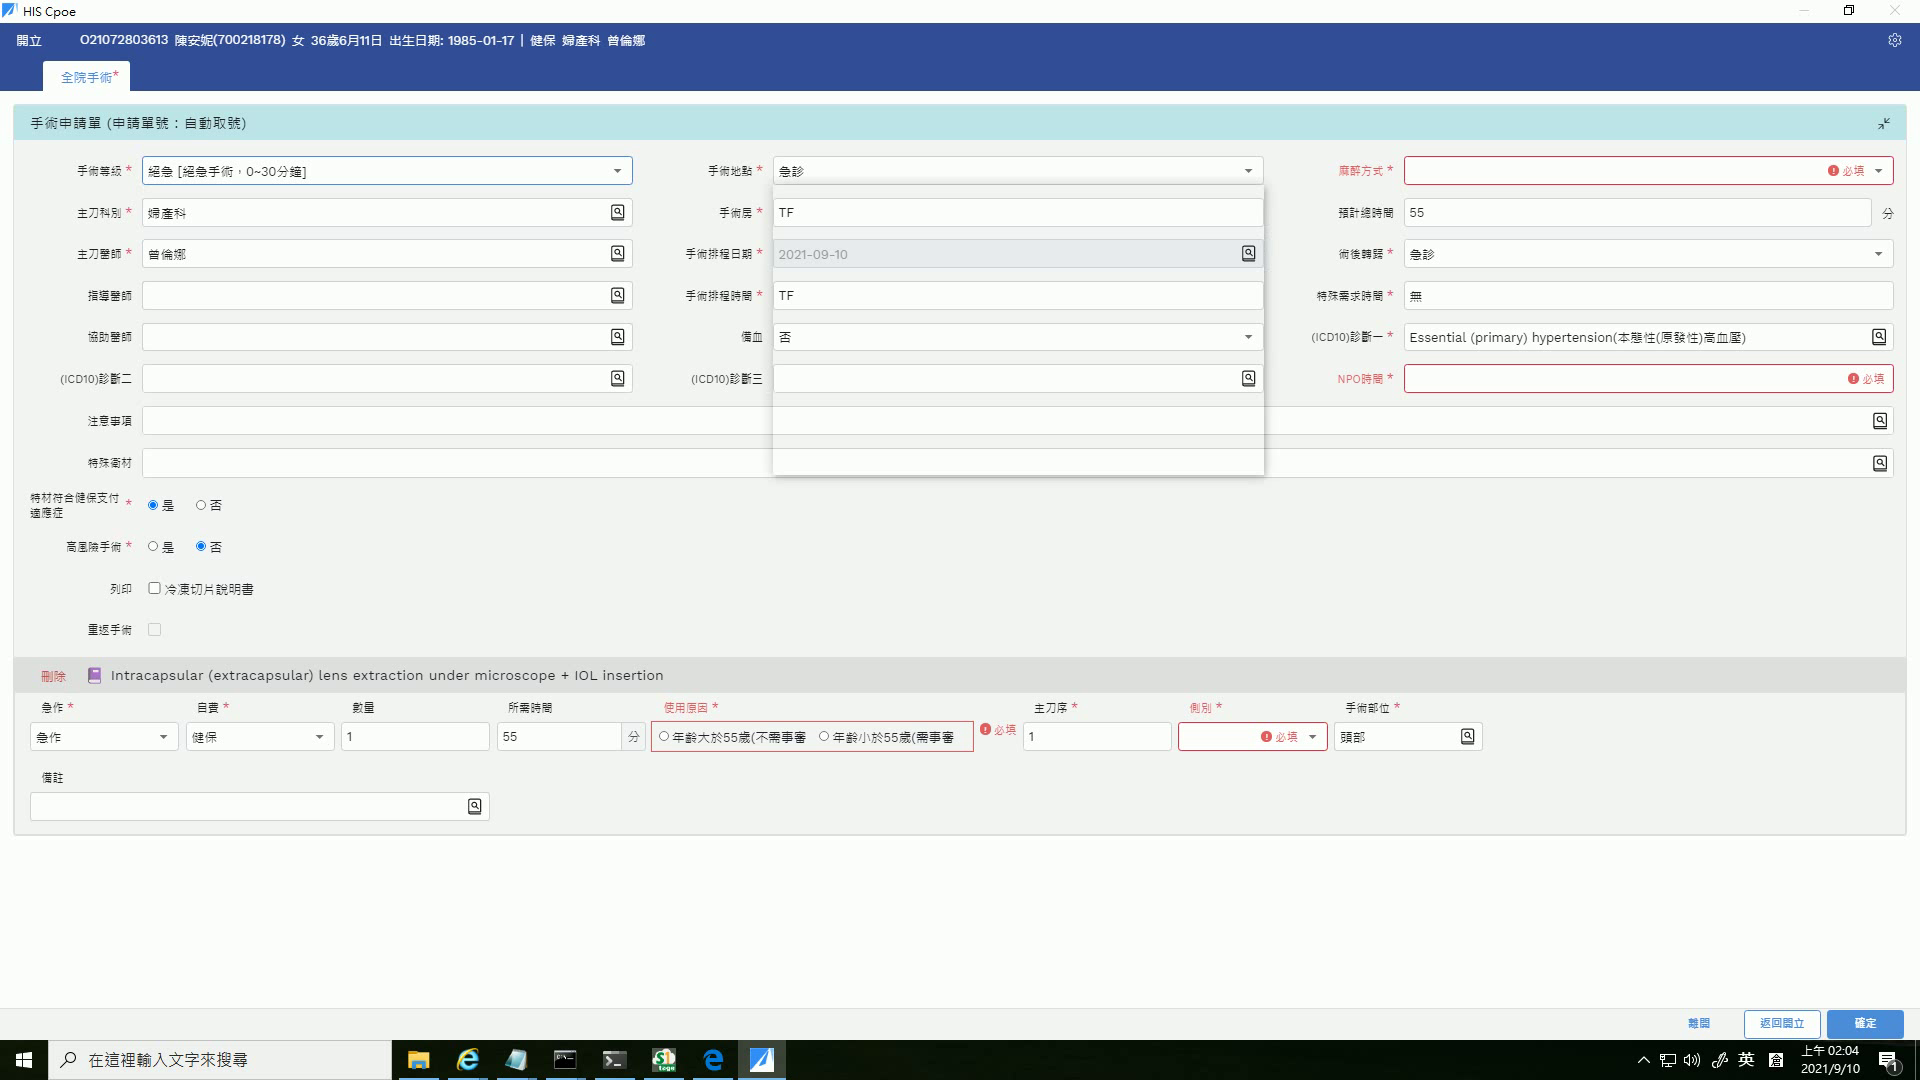 HIS Cpoe
開立 O21072803613 陳安妮(700218178) 女 36歲6月11日 出生日期: 1985-01-17 | 健保 婦產科 曾倫娜
全院手術*
手術申請單 (申請單號：自動取號)
手術等級 * 絕急 [絕急手術，0~30分鐘] 手術地點 * 急診 麻醉方式 * 必填
主刀科別 * 婦產科 手術房 * TF 預計總時間 55 分
主刀醫師 * 曾倫娜 手術排程日期 * 2021-09-10 術後轉歸 * 急診
指導醫師 手術排程時間 * TF 特殊需求時間 * 無
協助醫師 備血 否 (ICD10)診斷一 * Essential (primary) hypertension(本態性(原發性)高血壓)
(ICD10)診斷二 (ICD10)診斷三 NPO時間 * 必填
注意事項
特殊衛材
特材符合健保支付適應症 * 是 否
高風險手術 * 是 否
列印 冷凍切片說明書
重返手術
刪除 Intracapsular (extracapsular) lens extraction under microscope + IOL insertion
急作 * 自費 * 數量 所需時間 使用原因 * 主刀序 * 側別 * 手術部位 *
急作 健保 1 55 分 年齡大於55歲(不需事審 年齡小於55歲(需事審 必填 1 必填 頭部
備註
離開 返回開立 確定
在這裡輸入文字來搜尋
英
上午 02:04
2021/9/10
1